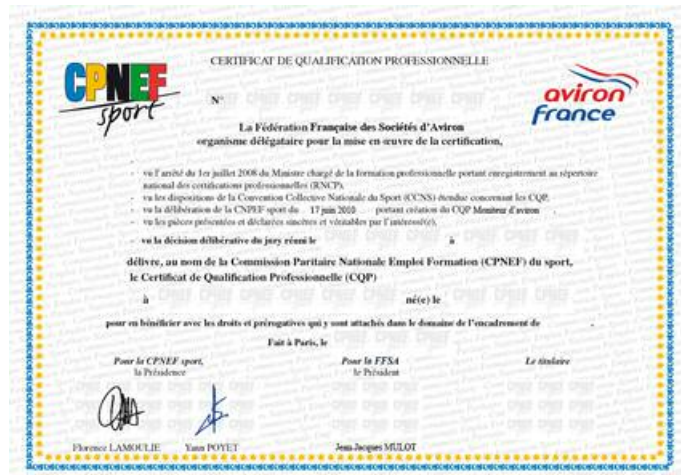 CERTIFICAT DE QUALIFICATION PROFESSIONNELLE
CPNEF
sport
N°
aviron
france
La Fédération Française des Sociétés d'Aviron
organisme délégataire pour la mise en œuvre de la certification,
- vu l'arrêté du 1er juillet 2008 du Ministre chargé de la formation professionnelle portant enregistrement au répertoire
national des certifications professionnelles (RNCP),
- vu les dispositions de la Convention Collective Nationale du Sport (CCNS) étendue concernant les CQP,
- vu la délibération de la CNPEF sport du 17 juin 2010 portant création du CQP Moniteur d'aviron
- vu les pièces présentées et déclarées sincères et véritables par l'intéressé(e),
- vu la décision délibérative du jury réuni le à
délivre, au nom de la Commission Paritaire Nationale Emploi Formation (CPNEF) du sport,
le Certificat de Qualification Professionnelle (CQP)
à né(e) le
pour en bénéficier avec les droits et prérogatives qui y sont attachés dans le domaine de l'encadrement de .
Fait à Paris, le
Pour la CPNEF sport, Pour la FFSA Le titulaire
la Présidence le Président
Florence LAMOULIE Yann POYET Jean-Jacques MULOT